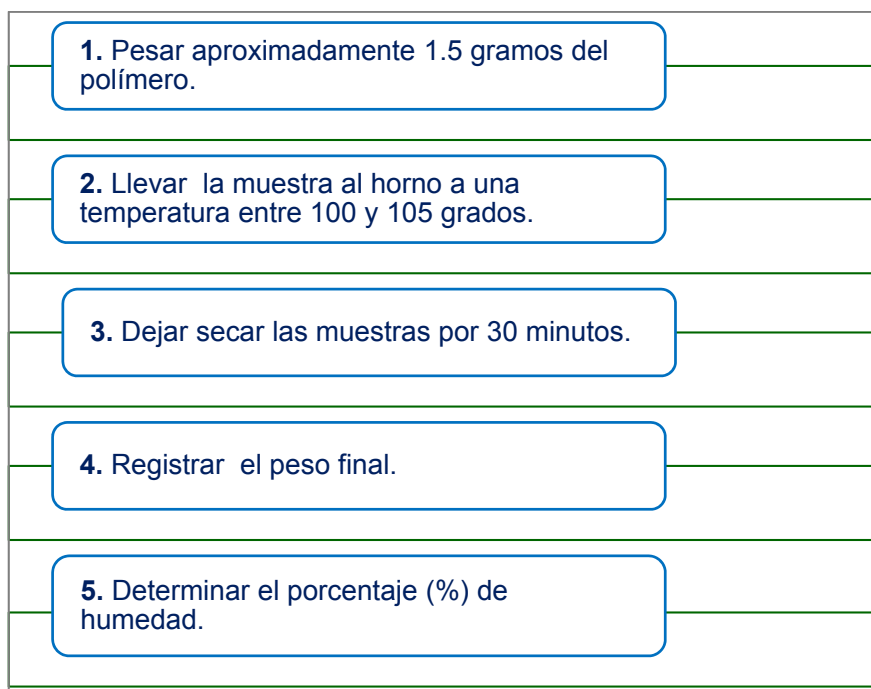 1. Pesar aproximadamente 1.5 gramos del
polímero.
2. Llevar  la muestra al horno a una
temperatura entre 100 y 105 grados.
3. Dejar secar las muestras por 30 minutos.
4. Registrar  el peso final.
5. Determinar el porcentaje (%) de
humedad.